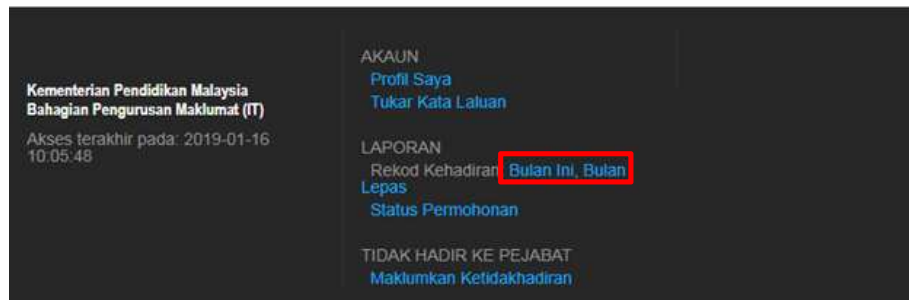 Kementerian Pendidikan Malaysia
Bahagian Pengurusan Maklumat (IT)
Akses terakhir pada: 2019-01-16
10:05:48
AKAUN
Profil Saya
Tukar Kata Laluan
LAPORAN
Rekod Kehadiran Bulan Ini, Bulan
Lepas
Status Permohonan
TIDAK HADIR KE PEJABAT
Maklumkan Ketidakhadiran